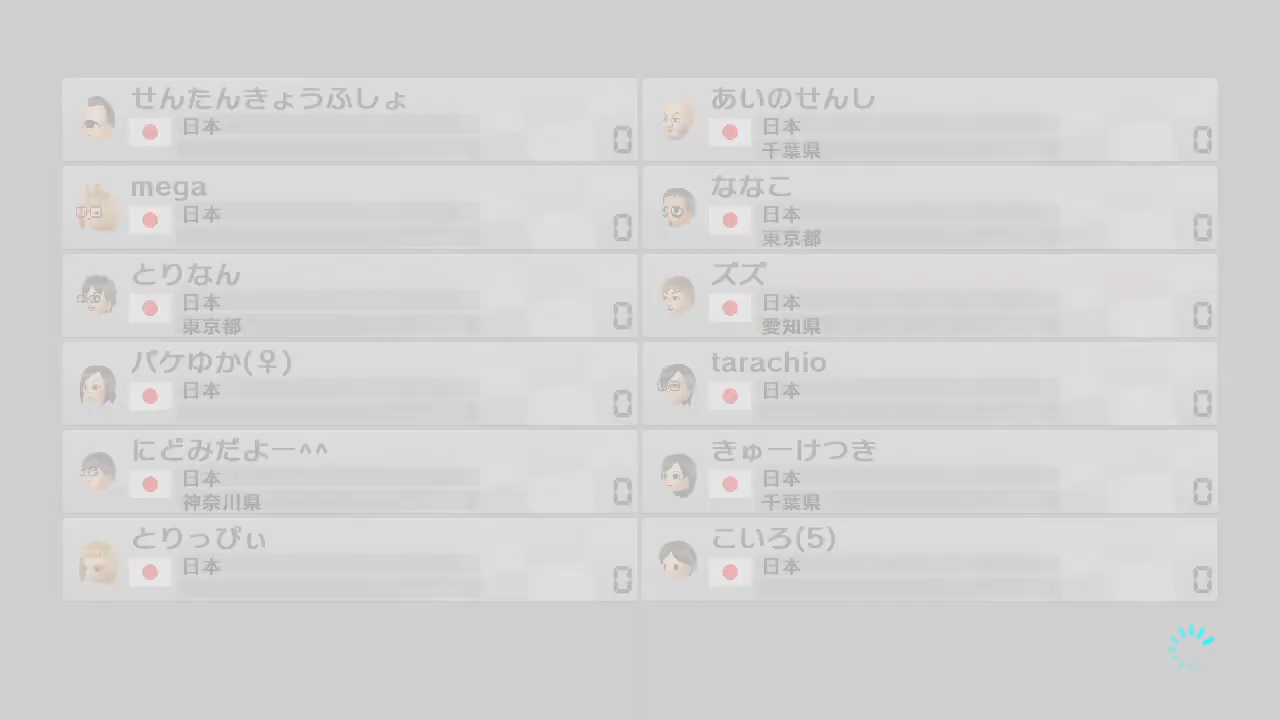 せんたんきょうふしょ
日本
0
あいのせんし
日本
千葉県
0
mega
日本
0
ななこ
日本
東京都
0
とりなん
日本
東京都
0
ズズ
日本
愛知県
0
バケゆか(♀)
日本
0
tarachio
日本
0
にどみだよー^^
日本
神奈川県
0
きゅーけつき
日本
千葉県
0
とりっぴぃ
日本
0
こいろ(5)
日本
0